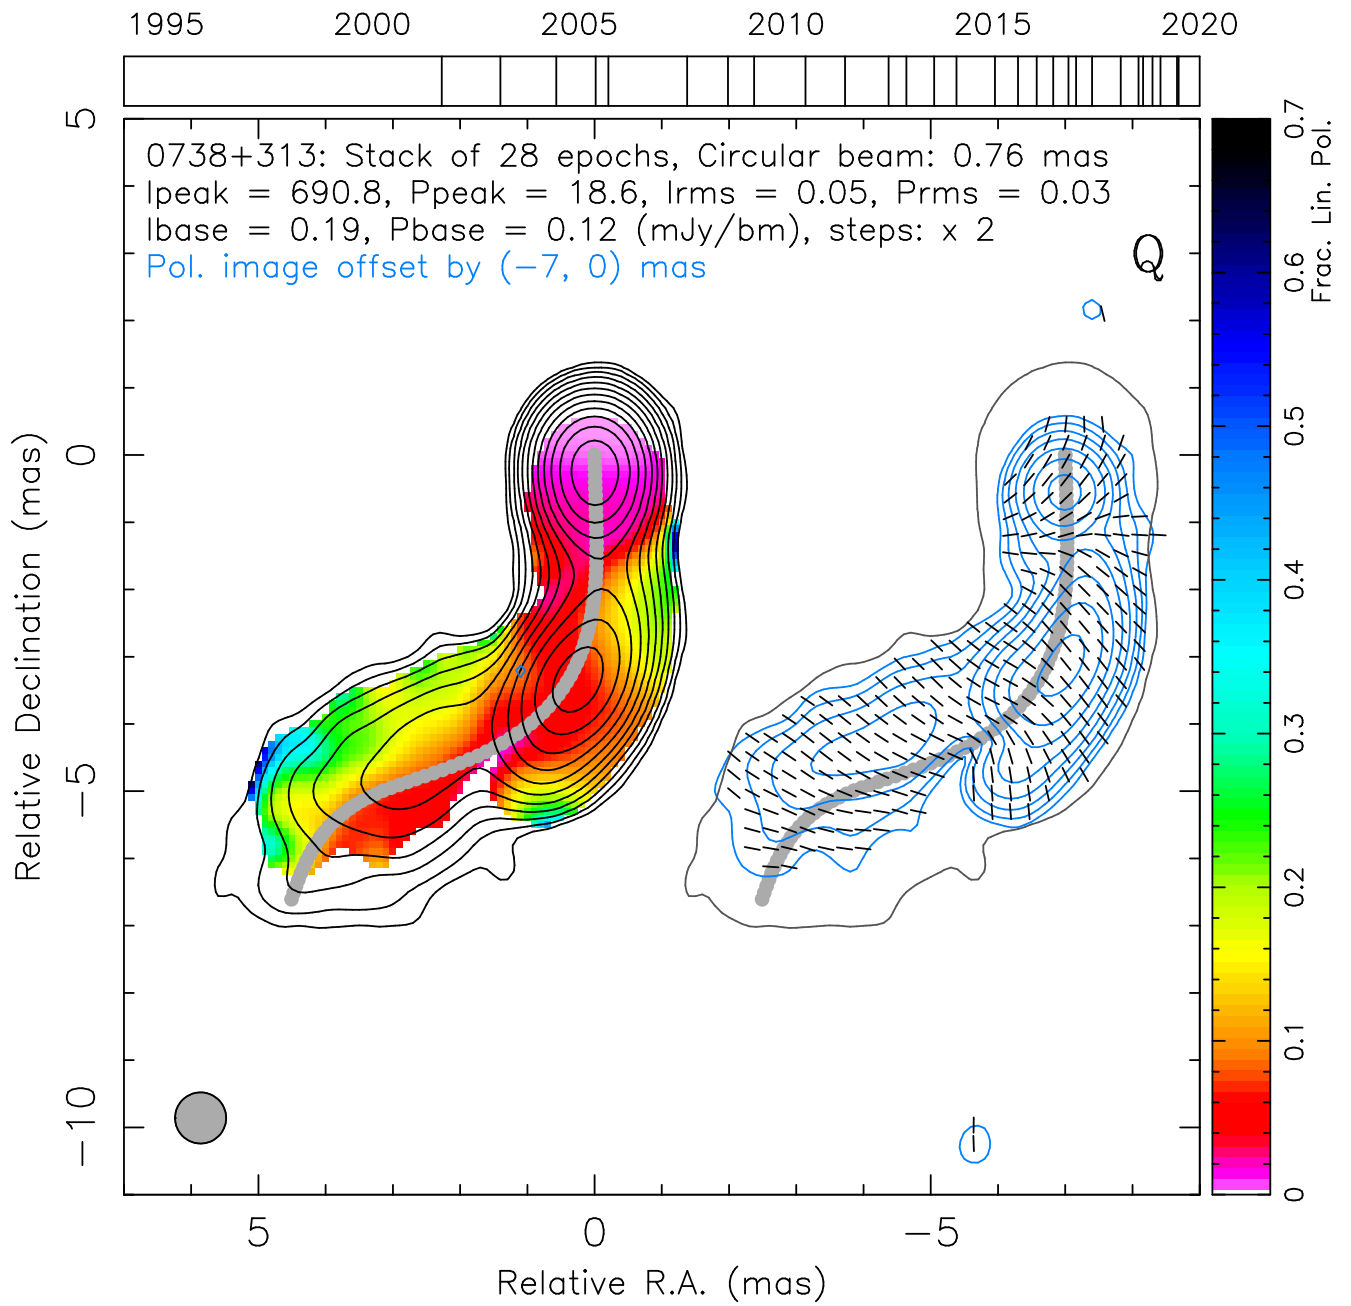 1995 2000 2005 2010 2015 2020
0738+313: Stack of 28 epochs, Circular beam: 0.76 mas
Ipeak = 690.8, Ppeak = 18.6, Irms = 0.05, Prms = 0.03
Ibase = 0.19, Pbase = 0.12 (mJy/bm), steps: x 2
Pol. image offset by (−7, 0) mas
Q
5
0
−5
−10
Relative Declination (mas)
5 0 −5
Relative R.A. (mas)
0.7
0.6
0.5
0.4
0.3
0.2
0.1
0
Frac. Lin. Pol.